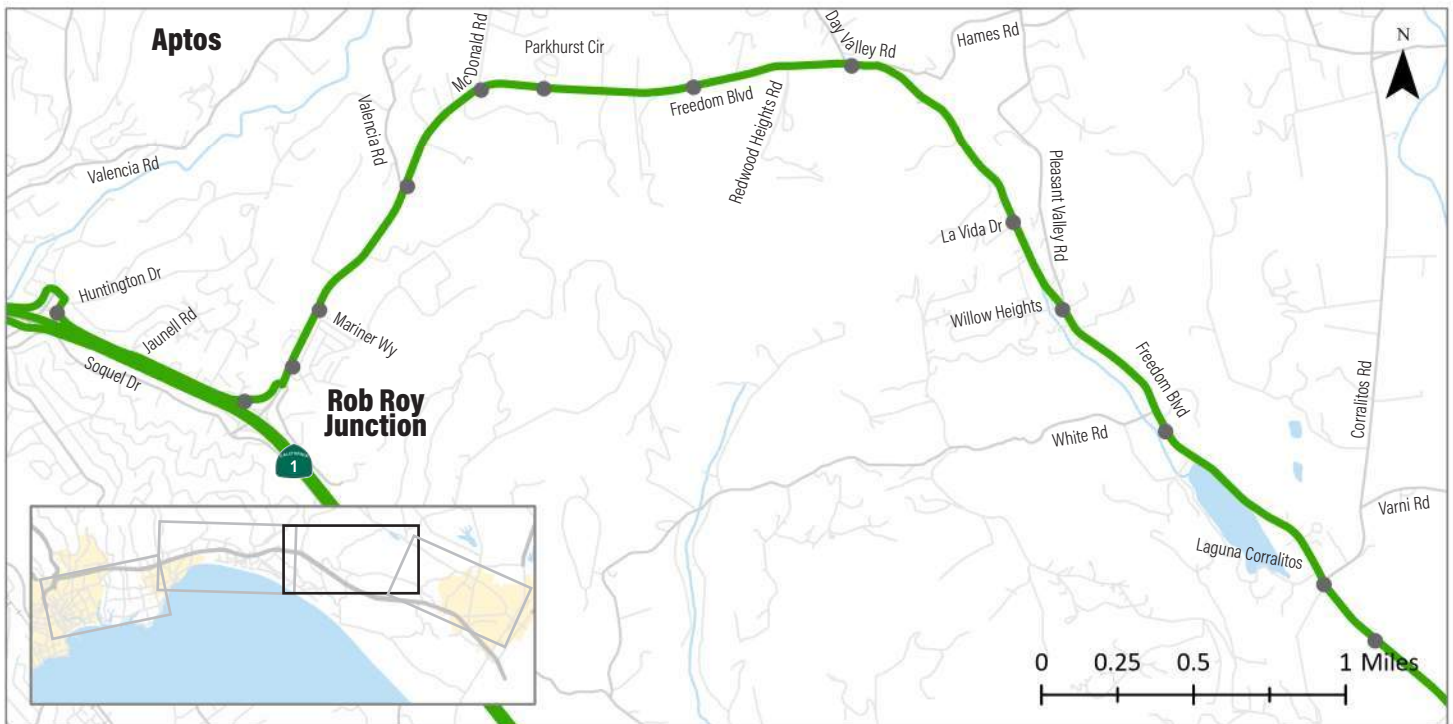 Aptos
Mc Donald Rd
Parkhurst Cir
Day Valley Rd
Hames Rd
N
Valencia Rd
Valencia Rd
Freedom Blvd
Redwood Heights Rd
Pleasant Valley Rd
La Vida Dr
Huntington Dr
Jaunell Rd
Soquel Dr
Mariner Wy
Willow Heights
Rob Roy
Junction
1
Freedom Blvd
White Rd
Corralitos Rd
Varni Rd
Laguna Corralitos
0 0.25 0.5 1 Miles